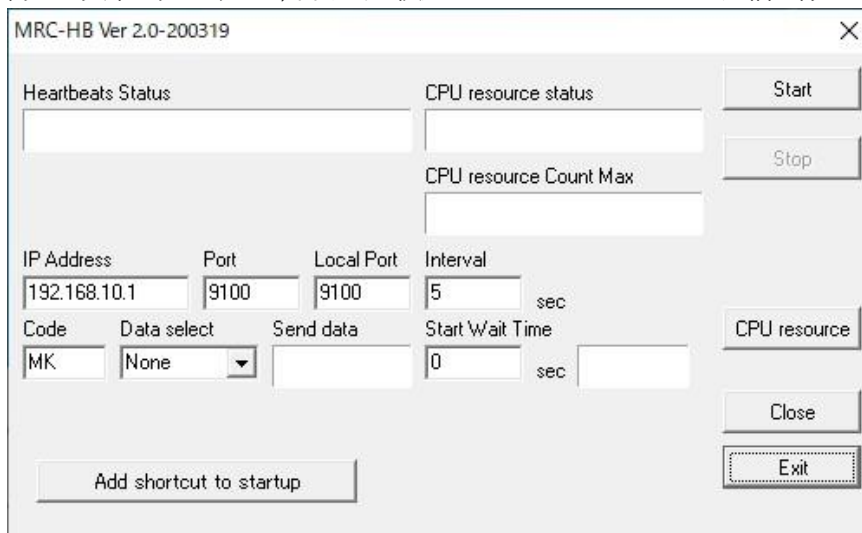 MRC-HB Ver 2.0-200319
Heartbeats Status
CPU resource status
Start
Stop
CPU resource Count Max
IP Address Port Local Port Interval
192.168.10.1 9100 9100 5 sec
Code Data select Send data Start Wait Time
CPU resource
MK None 0 sec
Close
Add shortcut to startup
Exit